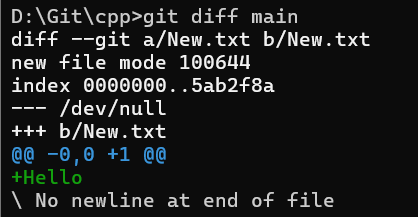 D:\Git\cpp>git diff main
diff --git a/New.txt b/New.txt
new file mode 100644
index 0000000..5ab2f8a
--- /dev/null
+++ b/New.txt
@@ -0,0 +1 @@
+Hello
\ No newline at end of file